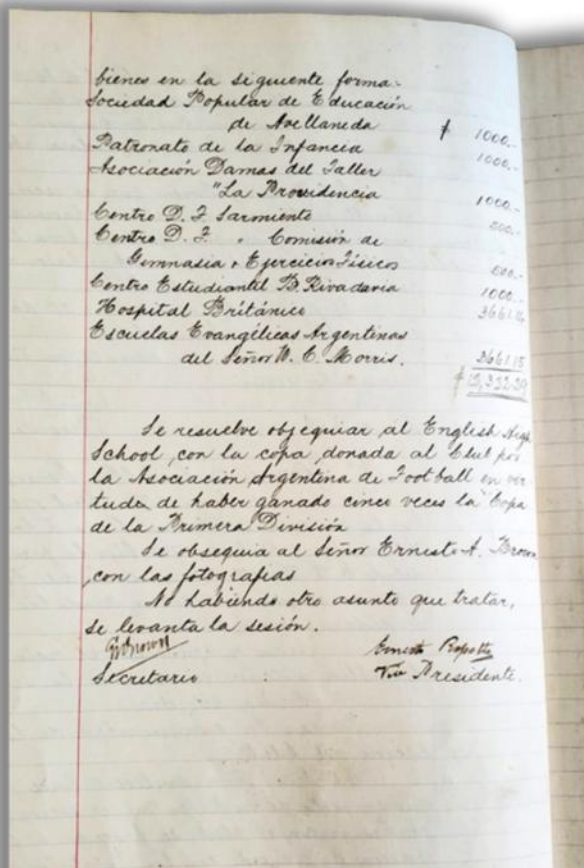 bienes en la siguiente forma.
Sociedad Popular de Educación
de Avellaneda $ 1000.-
Patronato de la Infancia 1000.-
Asociación Damas del Taller
"La Providencia 1000.-
Centro D. F. Sarmiento 500.-
Centro D. F. " Comisión de
Gimnasia y Ejercicios Físicos 500.-
Centro Estudiantil B. Rivadavia 1000.-
Hospital Británico 3661.14
Escuelas Evangélicas Argentinas
del Señor W. C. Morris. 3661.15
$ 12,322.29
Se resuelve obsequiar al English High
School con la copa donada al Club por
la Asociación Argentina de Football en vir
tud de haber ganado cinco veces la Copa
de la Primera División
Se obsequia al Señor Ernesto A. Brown
con las fotografias
No habiendo otro asunto que tratar,
se levanta la sesión.
Brown Ernesto
Secretario Vice Presidente.